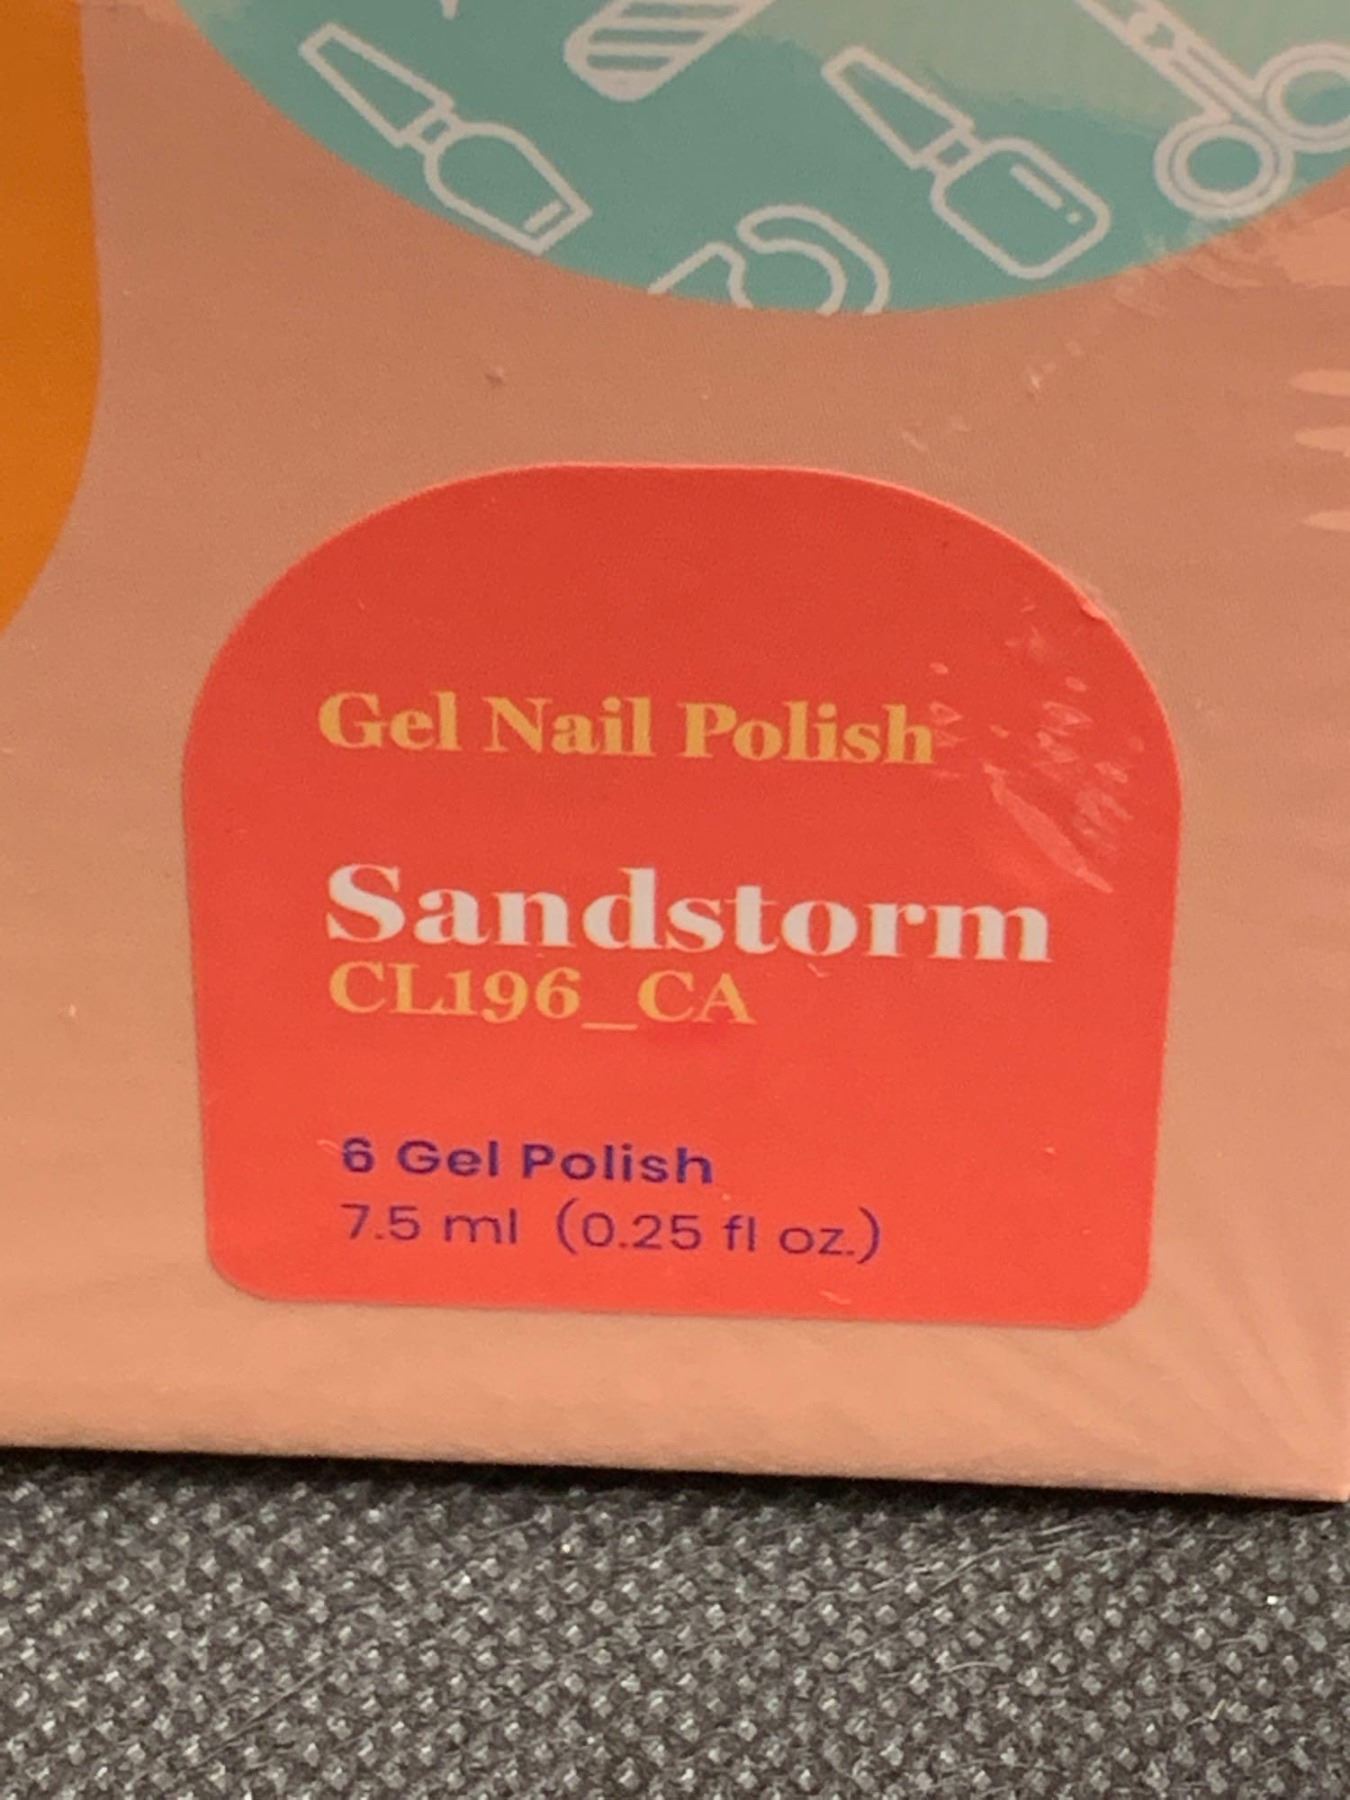 Gel Nail Polish
Sandstorm
CL196_CA
6 Gel Polish
7.5 ml (0.25 fl oz.)